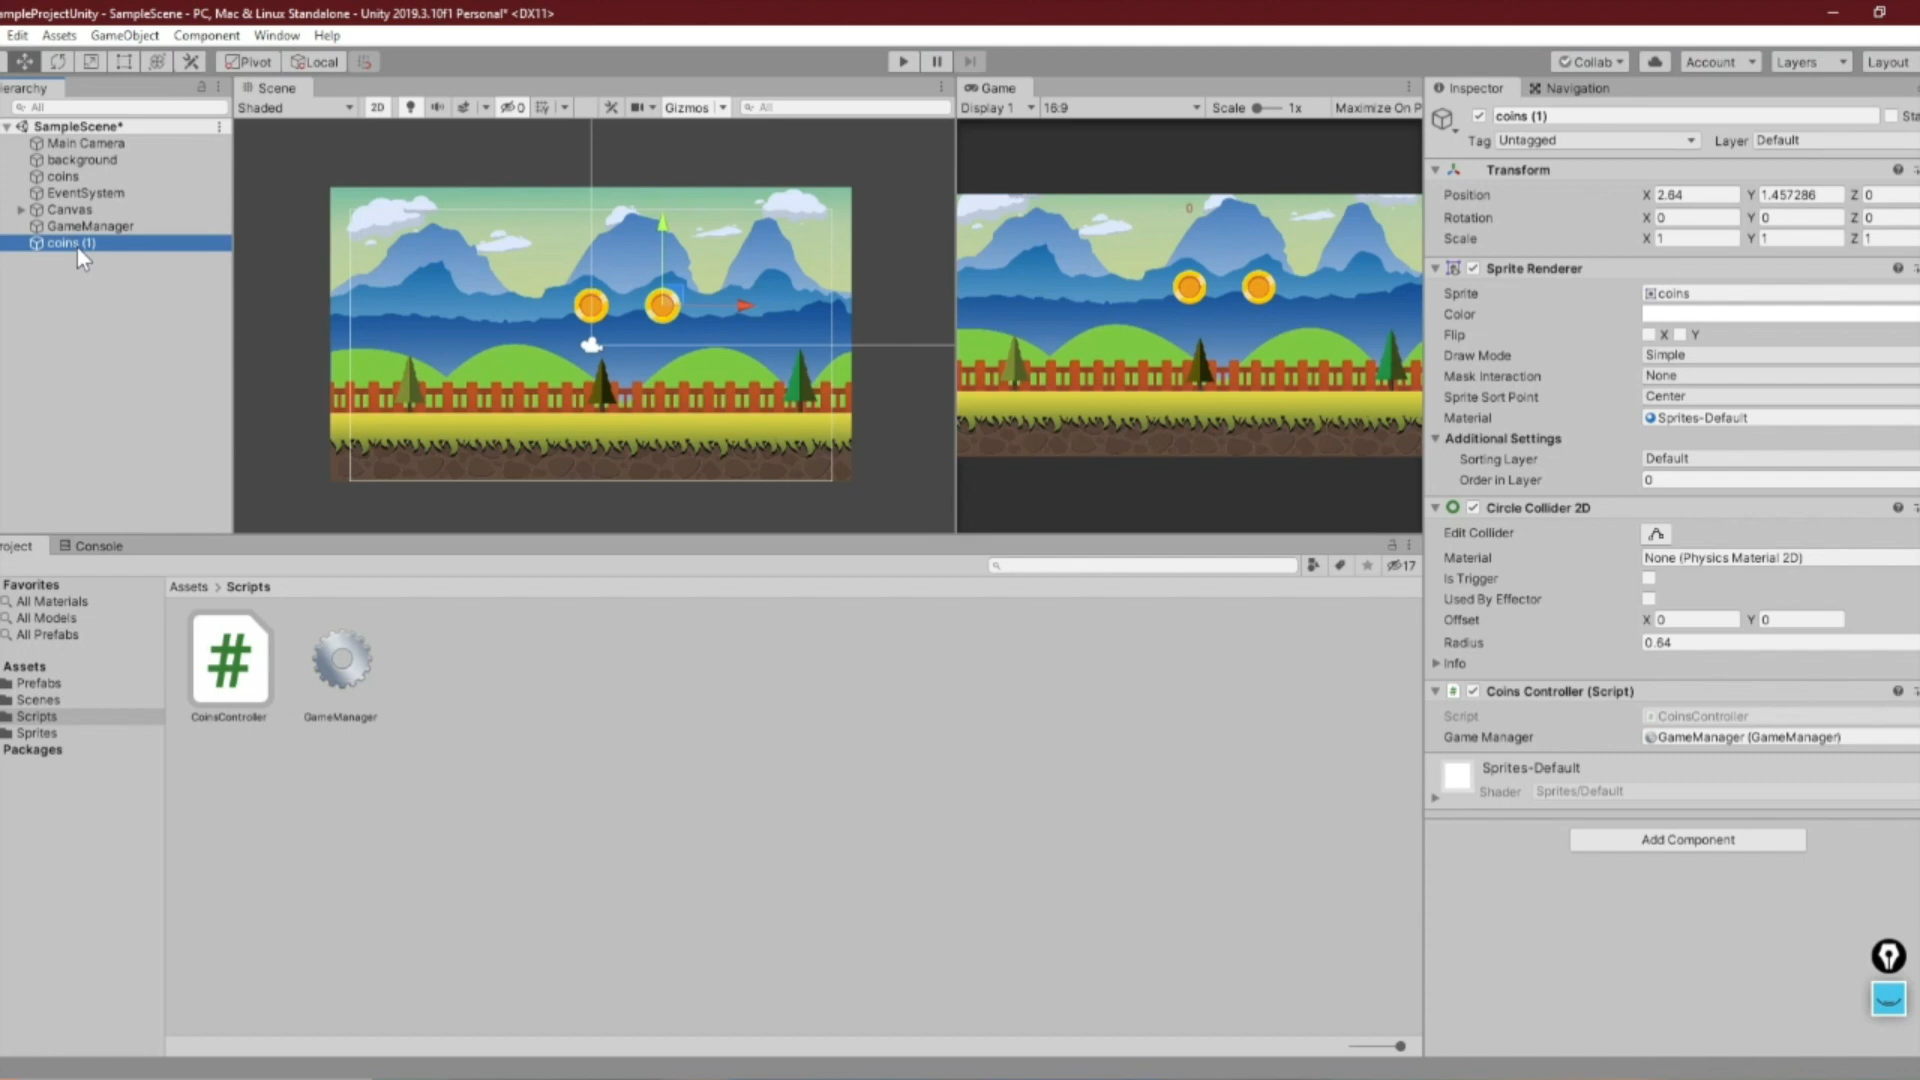 ampleProjectUnity - SampleScene - PC, Mac & Linux Standalone - Unity 2019.3.10f1 Personal* <DX11>
Edit Assets GameObject Component Window Help
Pivot Local Collab Account Layers Layout
ierarchy
All
SampleScene*
Main Camera
background
coins
EventSystem
Canvas
GameManager
coins (1)
Scene
Shaded 2D 0 Gizmos All
Game
Display 1 16:9 Scale 1x Maximize On P
0
Inspector Navigation
coins (1) Sta
Tag Untagged Layer Default
Transform
Position X 2.64 Y 1.457286 Z 0
Rotation X 0 Y 0 Z 0
Scale X 1 Y 1 Z 1
Sprite Renderer
Sprite coins
Color
Flip X Y
Draw Mode Simple
Mask Interaction None
Sprite Sort Point Center
Material Sprites-Default
Additional Settings
Sorting Layer Default
Order in Layer 0
Circle Collider 2D
Edit Collider
Material None (Physics Material 2D)
Is Trigger
Used By Effector
Offset X 0 Y 0
Radius 0.64
Info
Coins Controller (Script)
Script CoinsController
Game Manager GameManager (GameManager)
Sprites-Default
Shader Sprites/Default
Add Component
roject Console
17
Favorites
All Materials
All Models
All Prefabs
Assets
Prefabs
Scenes
Scripts
Sprites
Packages
Assets > Scripts
#
CoinsController GameManager